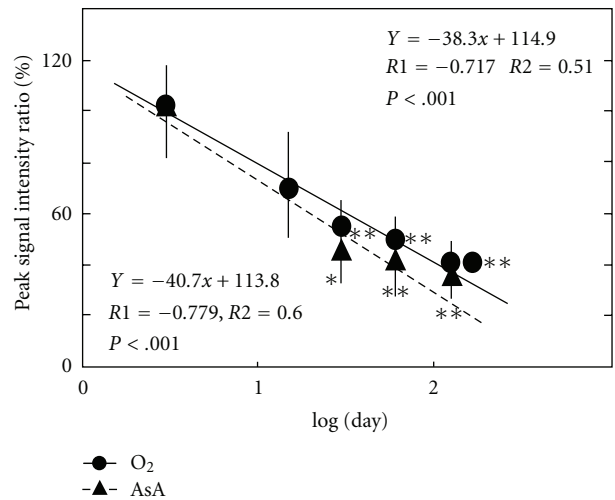 Y = −38.3x + 114.9
R1 = −0.717 R2 = 0.51
P < .001
120
60
0
Peak signal intensity ratio (%)
**
**
**
*
**
**
Y = −40.7x + 113.8
R1 = −0.779, R2 = 0.6
P < .001
0 1 2
log (day)
O₂
AsA